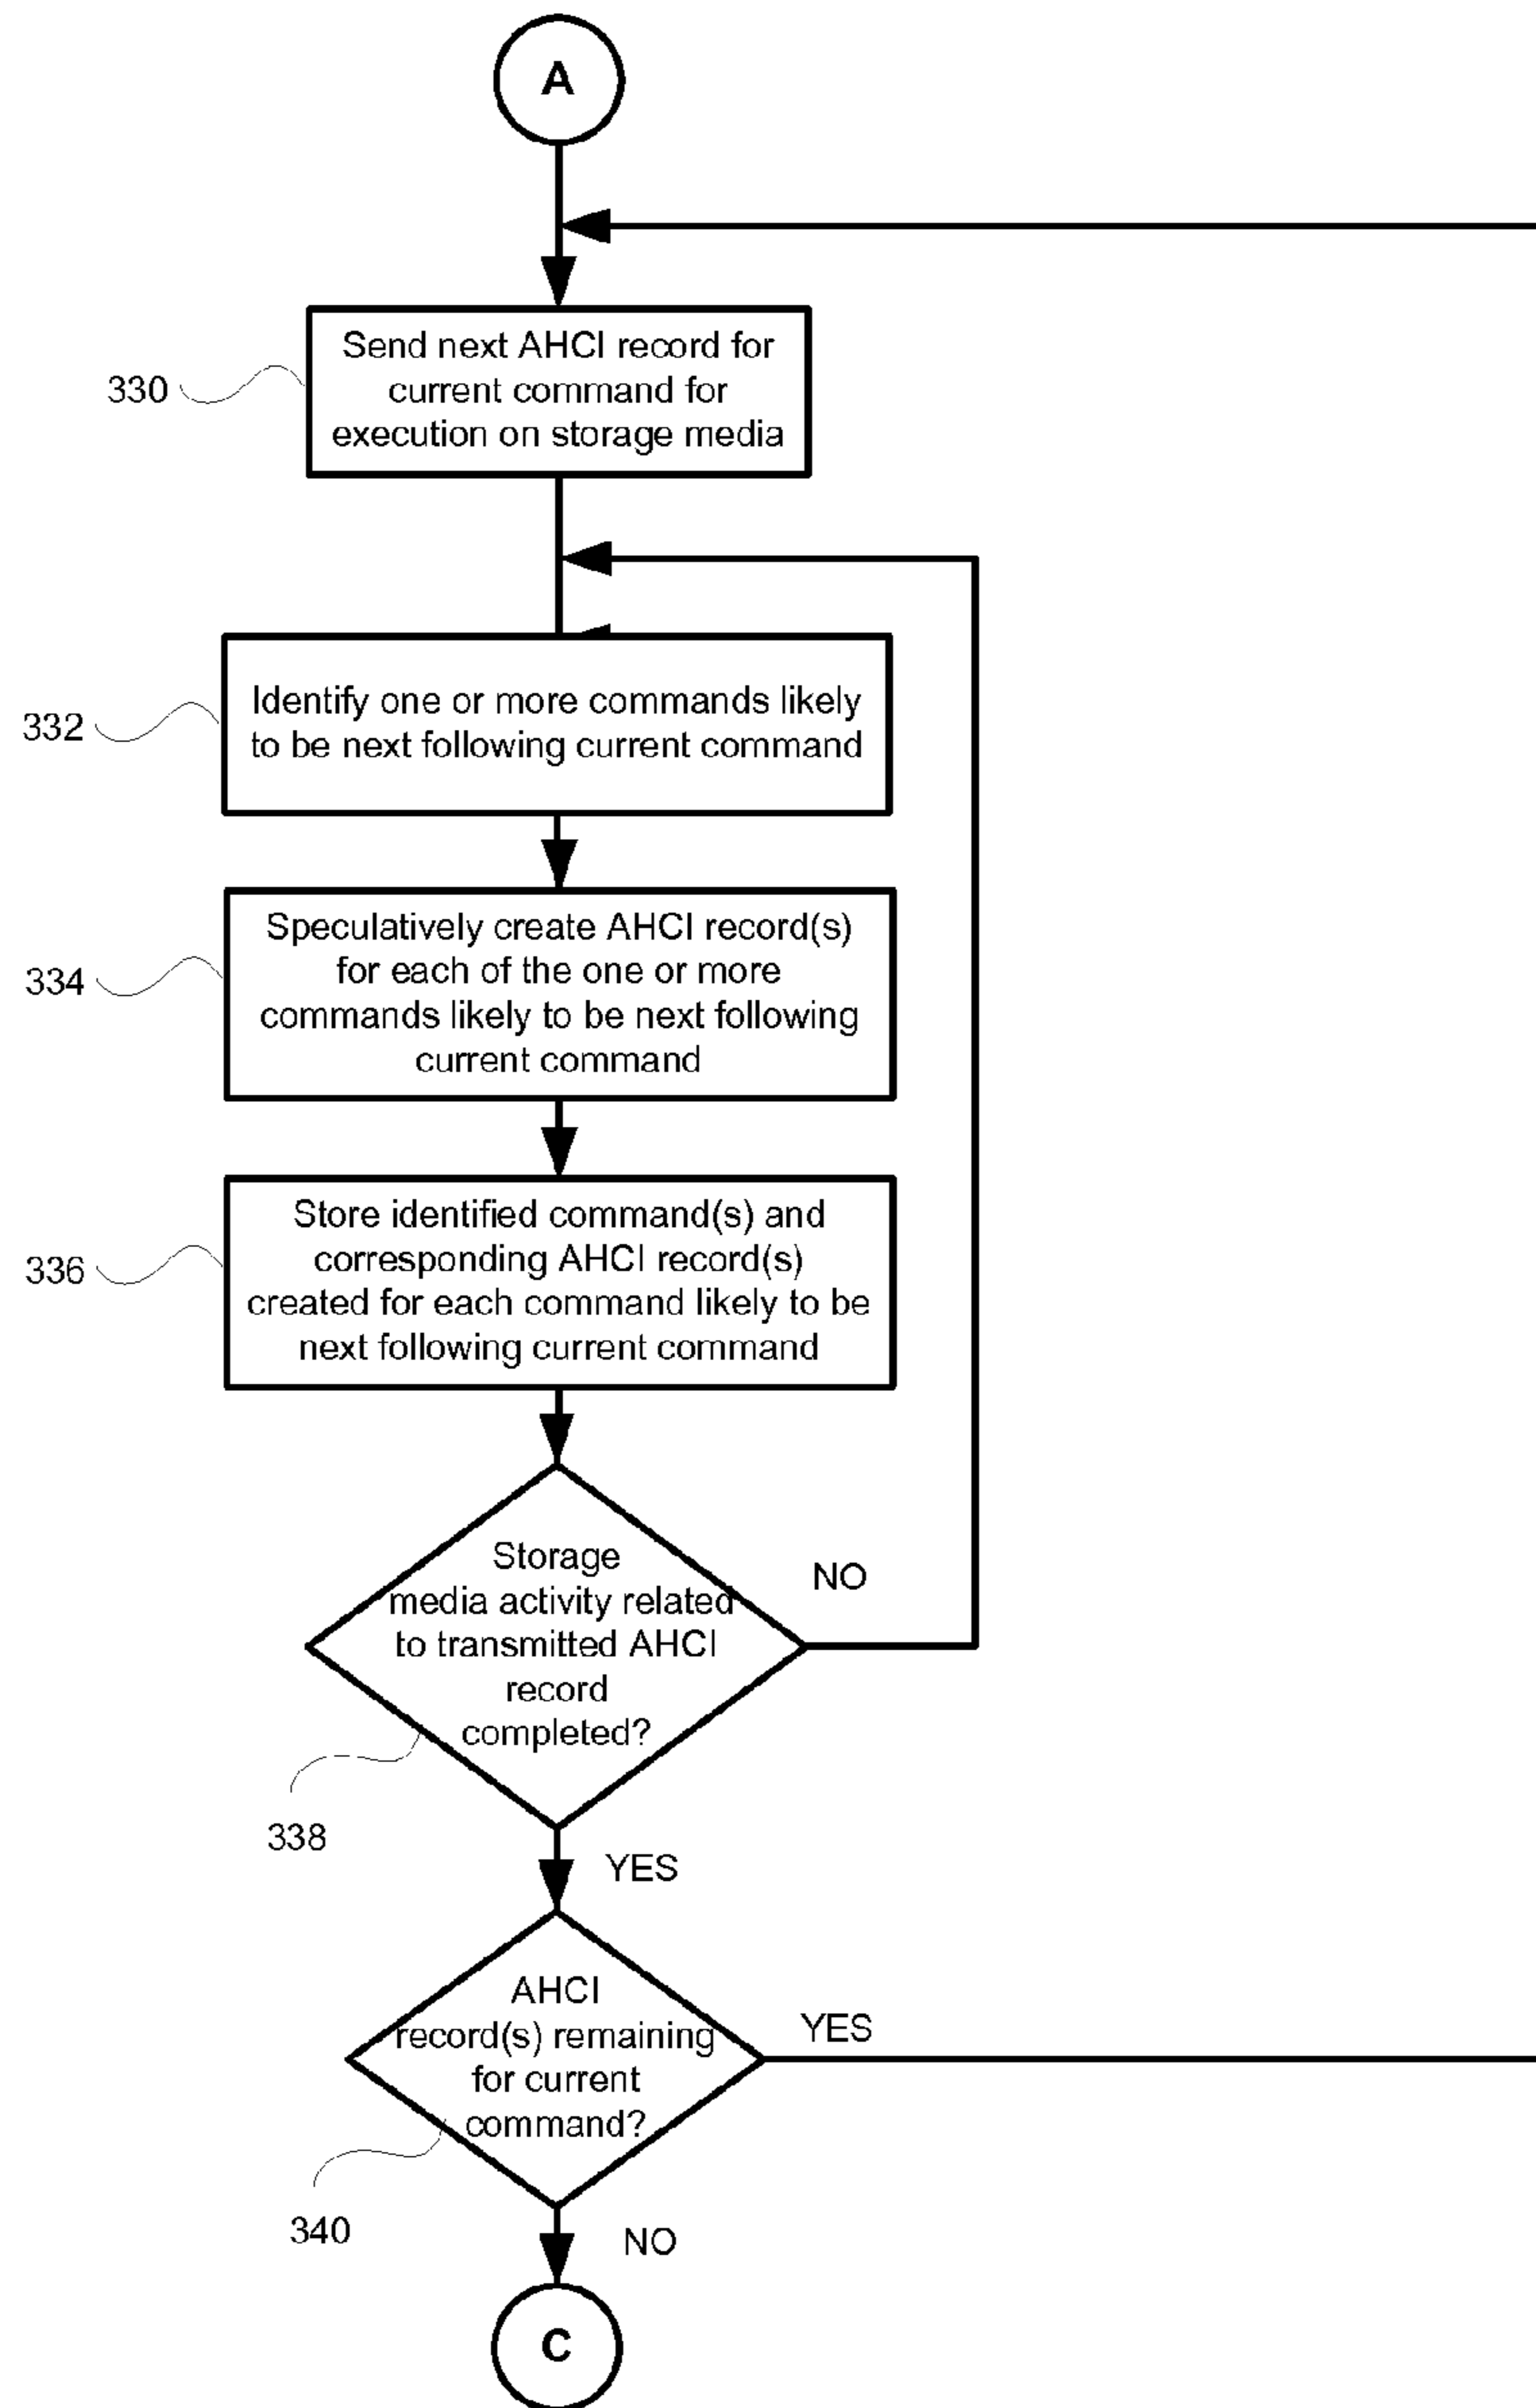 A
Send next AHCI record for
current command for
execution on storage media
330
Identify one or more commands likely
to be next following current command
332
Speculatively create AHCI record(s)
for each of the one or more
commands likely to be next following
current command
334
Store identified command(s) and
corresponding AHCI record(s)
created for each command likely to be
next following current command
336
Storage
media activity related
to transmitted AHCI
record
completed?
NO
338
YES
AHCI
record(s) remaining
for current
command?
YES
340
NO
C